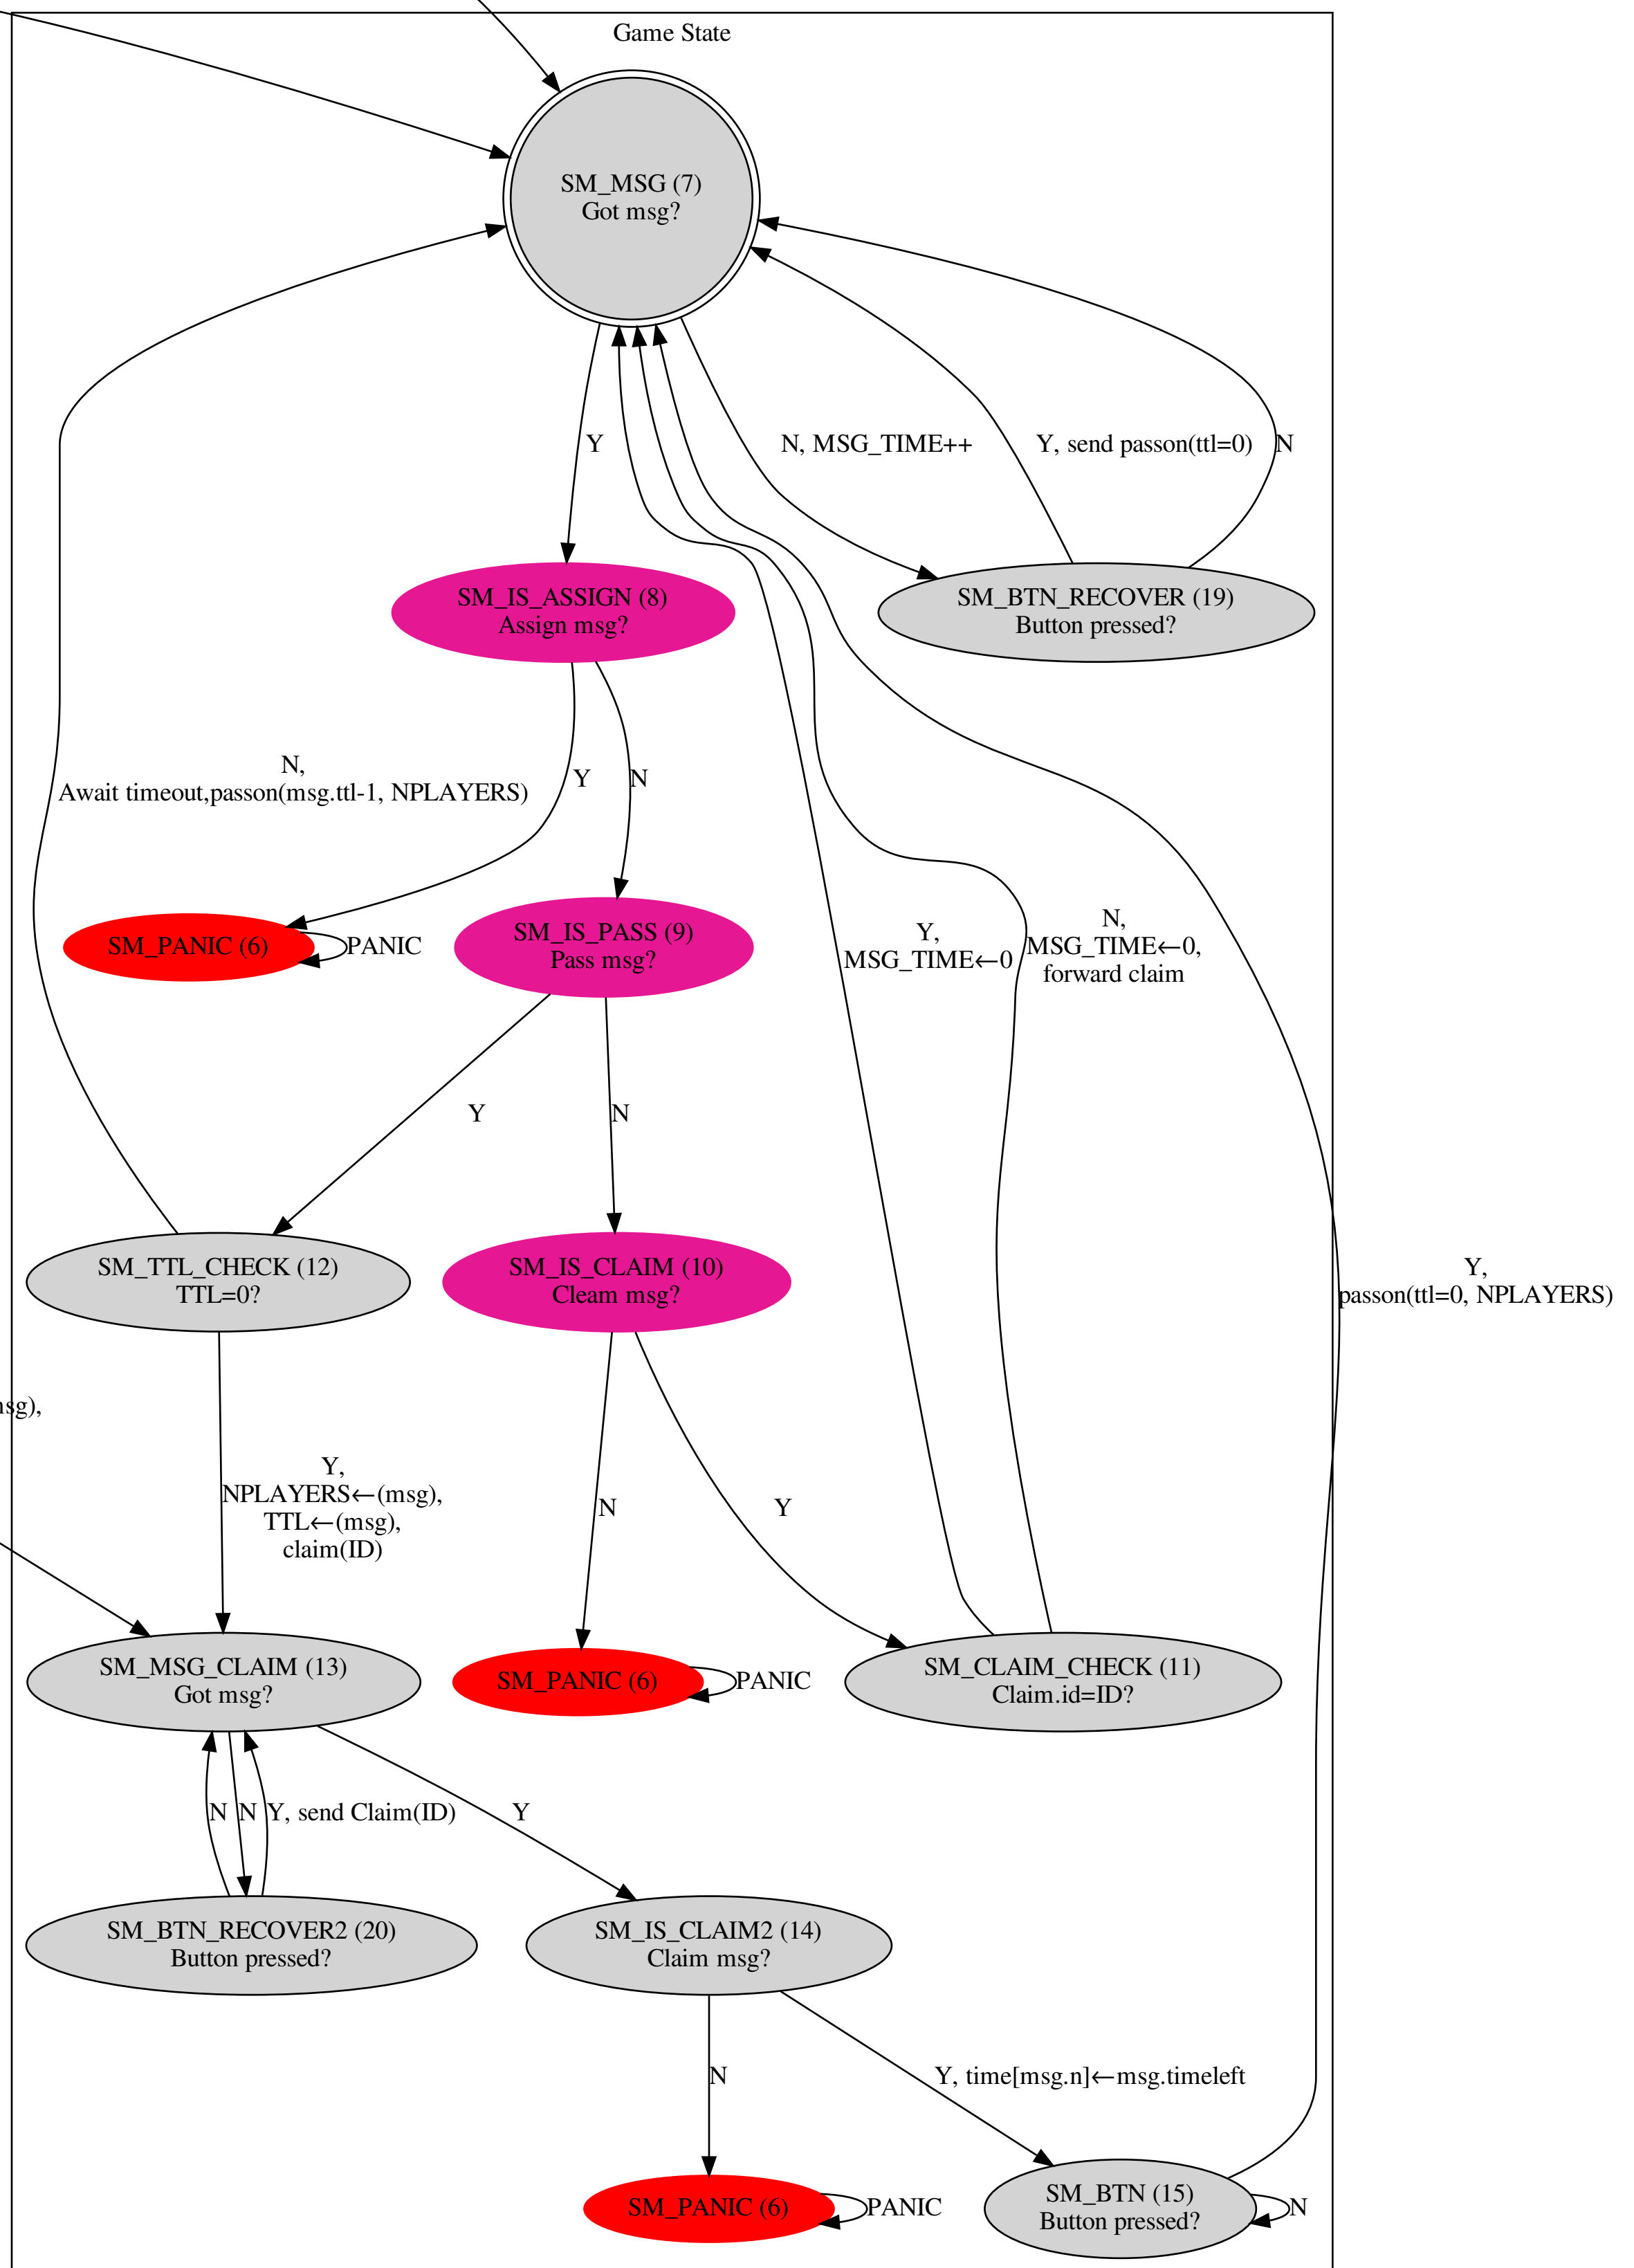 Game State
SM_MSG (7)
Got msg?
Y
N, MSG_TIME++
Y, send passon(ttl=0)
N
SM_IS_ASSIGN (8)
Assign msg?
SM_BTN_RECOVER (19)
Button pressed?
N,
Await timeout,passon(msg.ttl-1, NPLAYERS)
Y
N
SM_PANIC (6)
PANIC
SM_IS_PASS (9)
Pass msg?
Y,
MSG_TIME←0
N,
MSG_TIME←0,
forward claim
Y
N
SM_TTL_CHECK (12)
TTL=0?
SM_IS_CLAIM (10)
Cleam msg?
Y,
passon(ttl=0, NPLAYERS)
sg),
Y,
NPLAYERS←(msg),
TTL←(msg),
claim(ID)
N
Y
SM_MSG_CLAIM (13)
Got msg?
SM_PANIC (6)
PANIC
SM_CLAIM_CHECK (11)
Claim.id=ID?
N
N
Y, send Claim(ID)
Y
SM_BTN_RECOVER2 (20)
Button pressed?
SM_IS_CLAIM2 (14)
Claim msg?
N
Y, time[msg.n]←msg.timeleft
SM_PANIC (6)
PANIC
SM_BTN (15)
Button pressed?
N